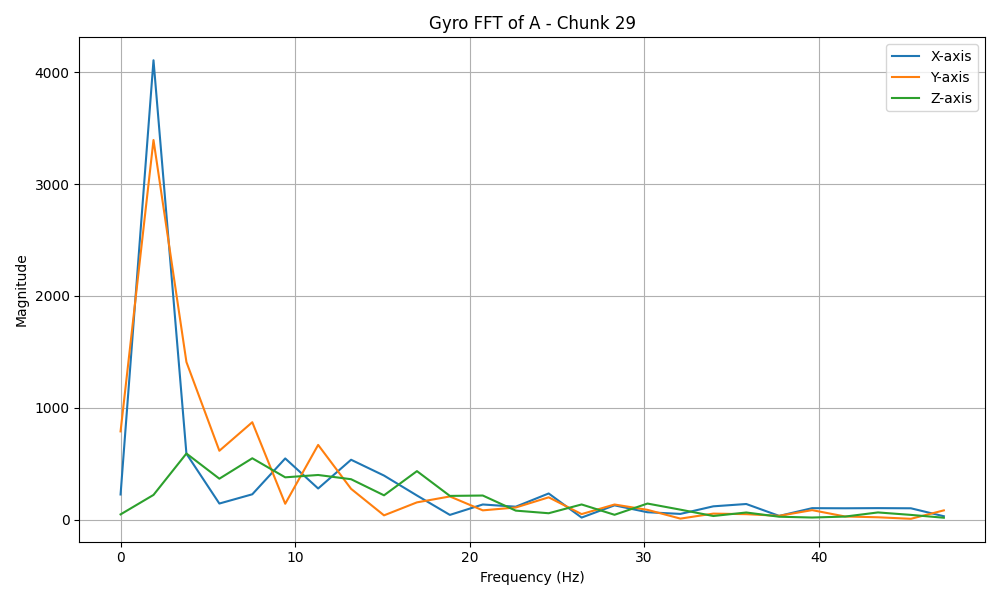 Gyro FFT of A - Chunk 29
X-axis
Y-axis
Z-axis
Magnitude
4000
3000
2000
1000
0
0 10 20 30 40
Frequency (Hz)